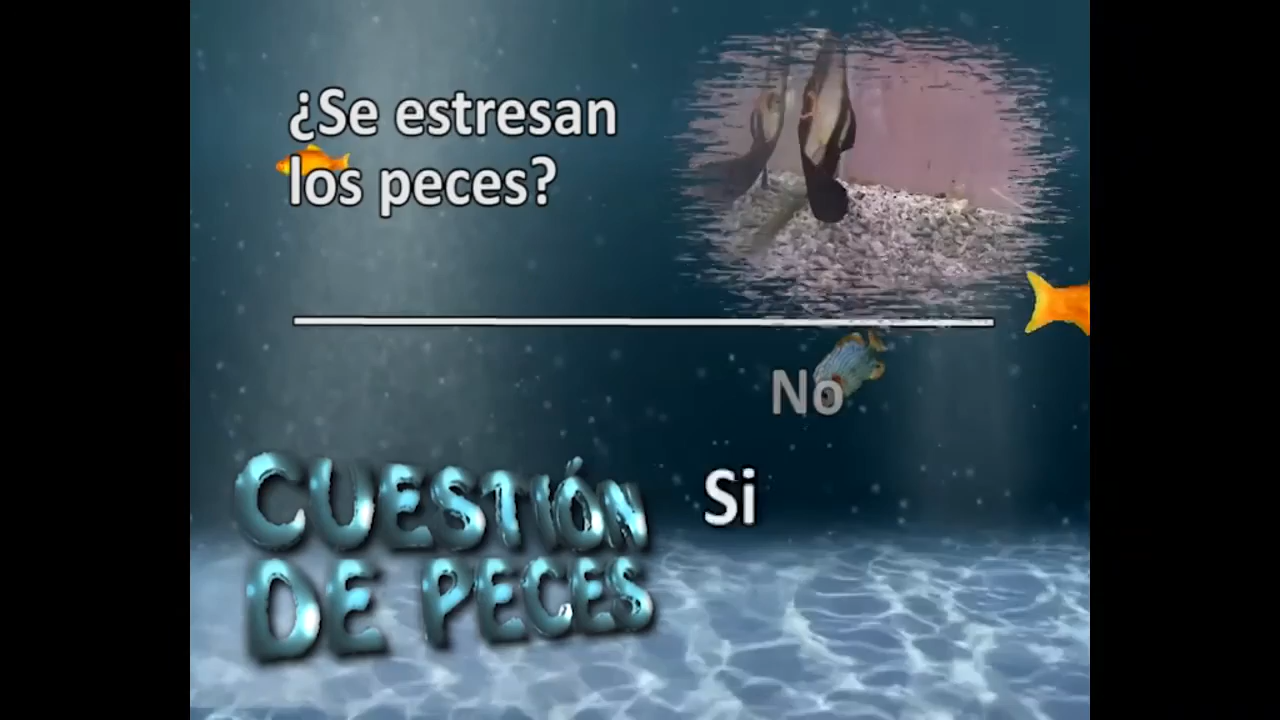 ¿Se estresan
los peces?
No
Si
CUESTIÓN
DE PECES